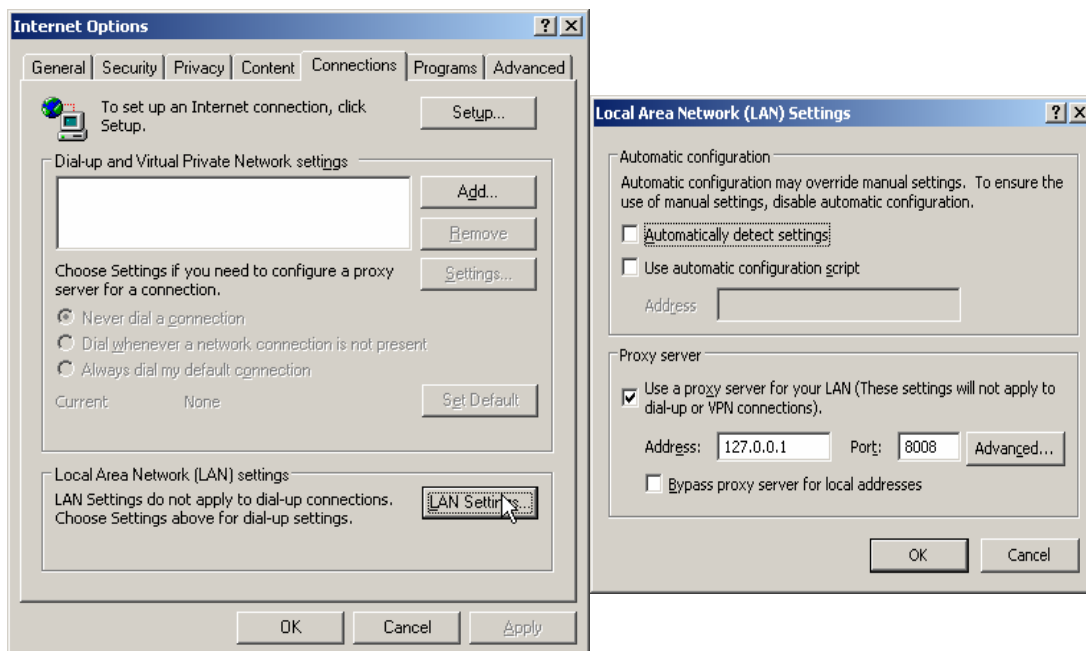 Internet Options
General Security Privacy Content Connections Programs Advanced
To set up an Internet connection, click
Setup.
Setup...
Dial-up and Virtual Private Network settings
Add...
Remove
Choose Settings if you need to configure a proxy
server for a connection.
Settings...
Never dial a connection
Dial whenever a network connection is not present
Always dial my default connection
Current None
Set Default
Local Area Network (LAN) settings
LAN Settings do not apply to dial-up connections.
Choose Settings above for dial-up settings.
LAN Settings...
OK Cancel Apply
Local Area Network (LAN) Settings
Automatic configuration
Automatic configuration may override manual settings. To ensure the
use of manual settings, disable automatic configuration.
Automatically detect settings
Use automatic configuration script
Address
Proxy server
Use a proxy server for your LAN (These settings will not apply to
dial-up or VPN connections).
Address: 127.0.0.1 Port: 8008 Advanced...
Bypass proxy server for local addresses
OK Cancel